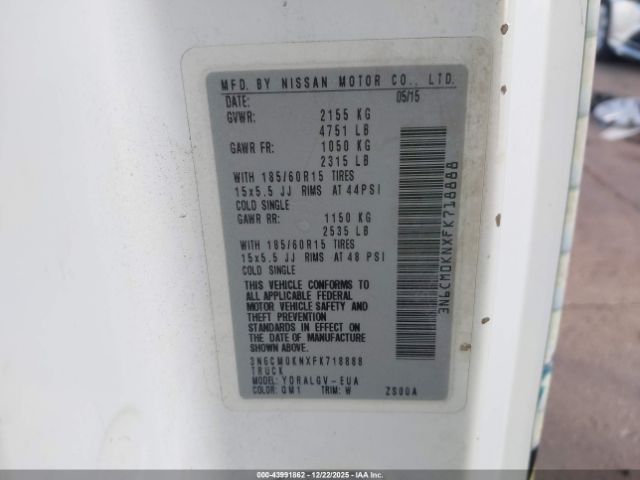 MFD. BY NISSAN MOTOR CO., LTD.
DATE: 05/15
GVWR: 2155 KG
4751 LB
GAWR FR: 1050 KG
2315 LB
WITH 185/60R15 TIRES
15x5.5 JJ RIMS AT 44PSI
COLD SINGLE
GAWR RR: 1150 KG
2535 LB
WITH 185/60R15 TIRES
15x5.5 JJ RIMS AT 48 PSI
COLD SINGLE
THIS VEHICLE CONFORMS TO
ALL APPLICABLE FEDERAL
MOTOR VEHICLE SAFETY AND
THEFT PREVENTION
STANDARDS IN EFFECT ON
THE DATE OF MANUFACTURE
SHOWN ABOVE.
3N6CM0KNXFK718888
TRUCK
MODEL: YDRALGV-EUA
COLOR: QM1 TRIM: W ZS00A
3N6CM0KNXFK718888
000-43991862 - 12/22/2025 - IAAI.COM